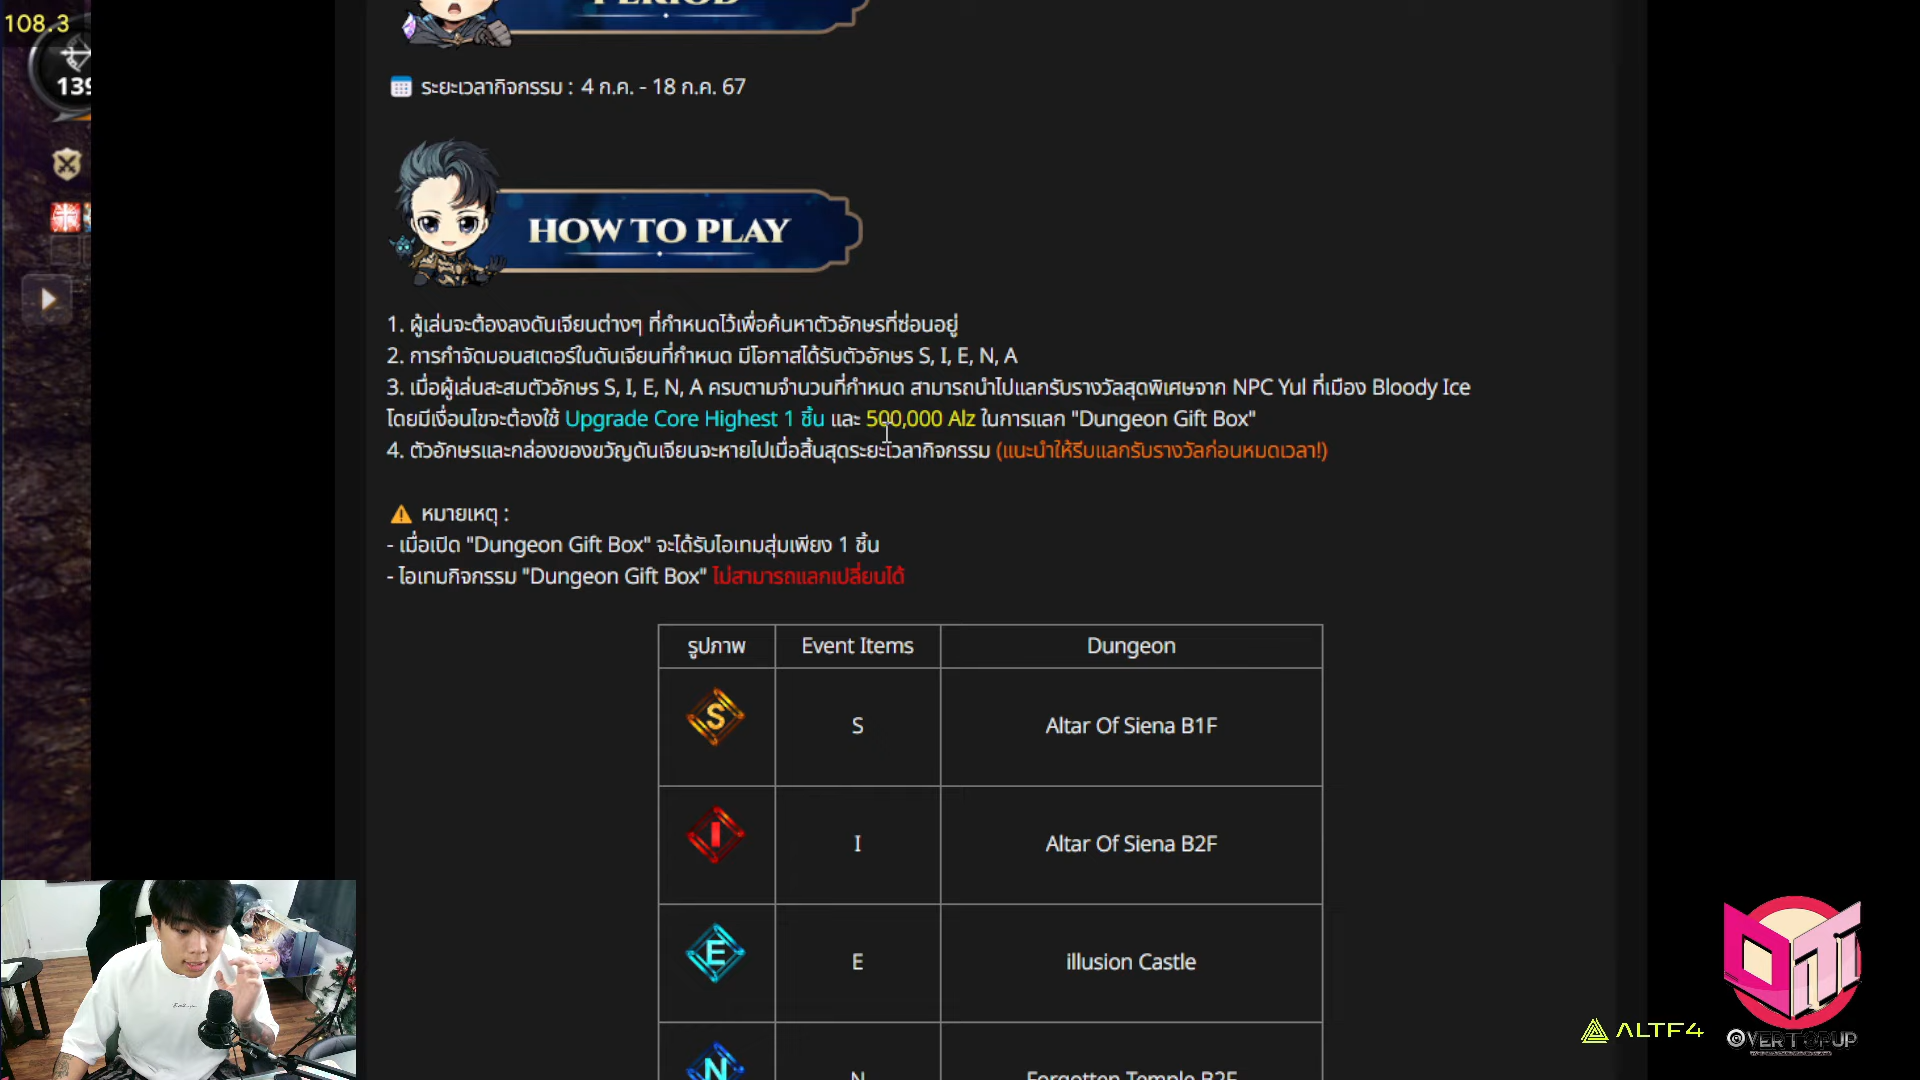 108.3
PERIOD
139
ระยะเวลากิจกรรม : 4 ก.ค. - 18 ก.ค. 67
HOW TO PLAY
1. ผู้เล่นจะต้องลงดันเจียนต่างๆ ที่กำหนดไว้เพื่อค้นหาตัวอักษรที่ซ่อนอยู่
2. การกำจัดมอนสเตอร์ในดันเจียนที่กำหนด มีโอกาสได้รับตัวอักษร S, I, E, N, A
3. เมื่อผู้เล่นสะสมตัวอักษร S, I, E, N, A ครบตามจำนวนที่กำหนด สามารถนำไปแลกรับรางวัลสุดพิเศษจาก NPC Yul ที่เมือง Bloody Ice
โดยมีเงื่อนไขจะต้องใช้ Upgrade Core Highest 1 ชิ้น และ 500,000 Alz ในการแลก "Dungeon Gift Box"
4. ตัวอักษรและกล่องของขวัญดันเจียนจะหายไปเมื่อสิ้นสุดระยะเวลากิจกรรม (แนะนำให้รีบแลกรับรางวัลก่อนหมดเวลา!)
หมายเหตุ :
- เมื่อเปิด "Dungeon Gift Box" จะได้รับไอเทมสุ่มเพียง 1 ชิ้น
- ไอเทมกิจกรรม "Dungeon Gift Box" ไม่สามารถแลกเปลี่ยนได้
รูปภาพ Event Items Dungeon
S S Altar Of Siena B1F
I I Altar Of Siena B2F
E E illusion Castle
N N Forgotten Temple B2F
ALTF4
OVERTOPUP